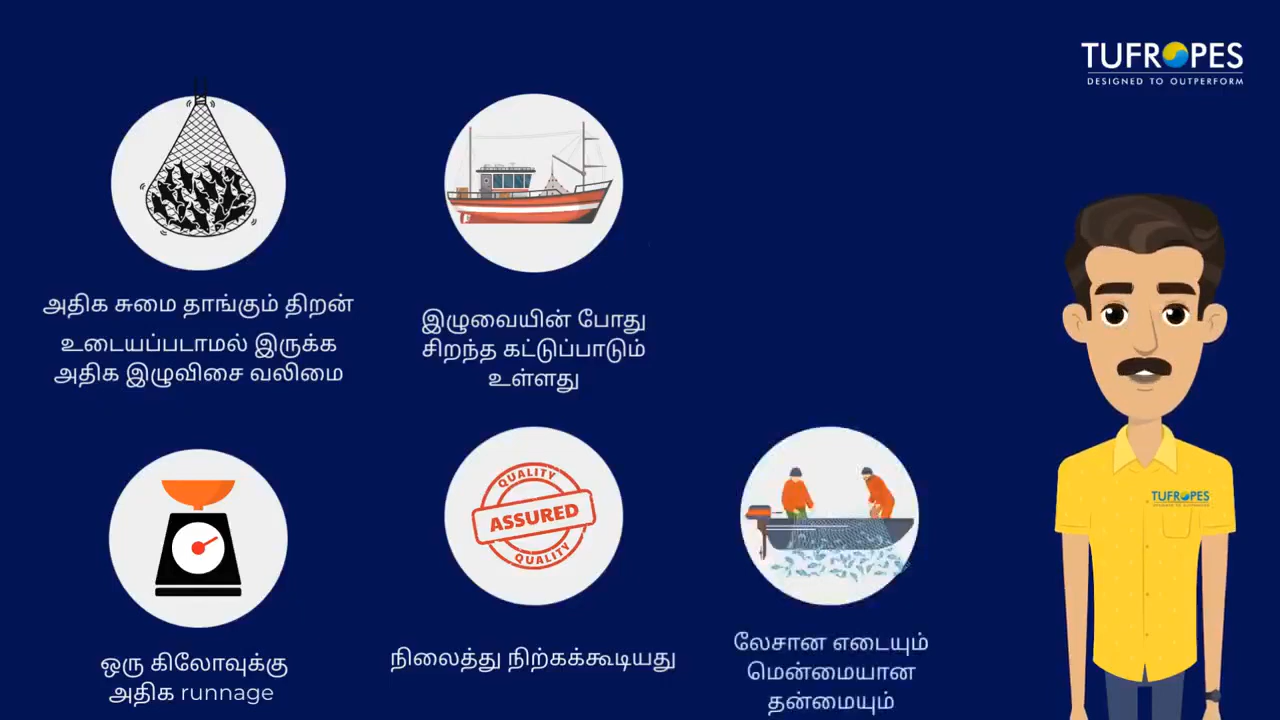 TUFROPES
DESIGNED TO OUTPERFORM
அதிக சுமை தாங்கும் திறன்
உடையப்படாமல் இருக்க
அதிக இழுவிசை வலிமை
இழுவையின் போது
சிறந்த கட்டுப்பாடும்
உள்ளது
ஒரு கிலோவுக்கு
அதிக runnage
QUALITY
ASSURED
QUALITY
நிலைத்து நிற்கக்கூடியது
லேசான எடையும்
மென்மையான
தன்மையும்
TUFROPES